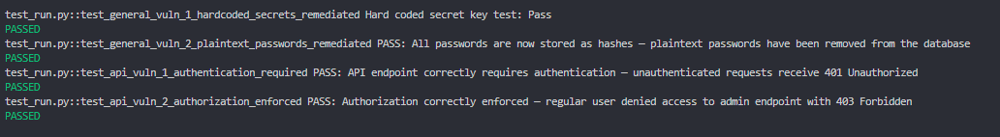 test_run.py::test_general_vuln_1_hardcoded_secrets_remediated Hard coded secret key test: Pass
PASSED
test_run.py::test_general_vuln_2_plaintext_passwords_remediated PASS: All passwords are now stored as hashes — plaintext passwords have been removed from the database
PASSED
test_run.py::test_api_vuln_1_authentication_required PASS: API endpoint correctly requires authentication — unauthenticated requests receive 401 Unauthorized
PASSED
test_run.py::test_api_vuln_2_authorization_enforced PASS: Authorization correctly enforced — regular user denied access to admin endpoint with 403 Forbidden
PASSED